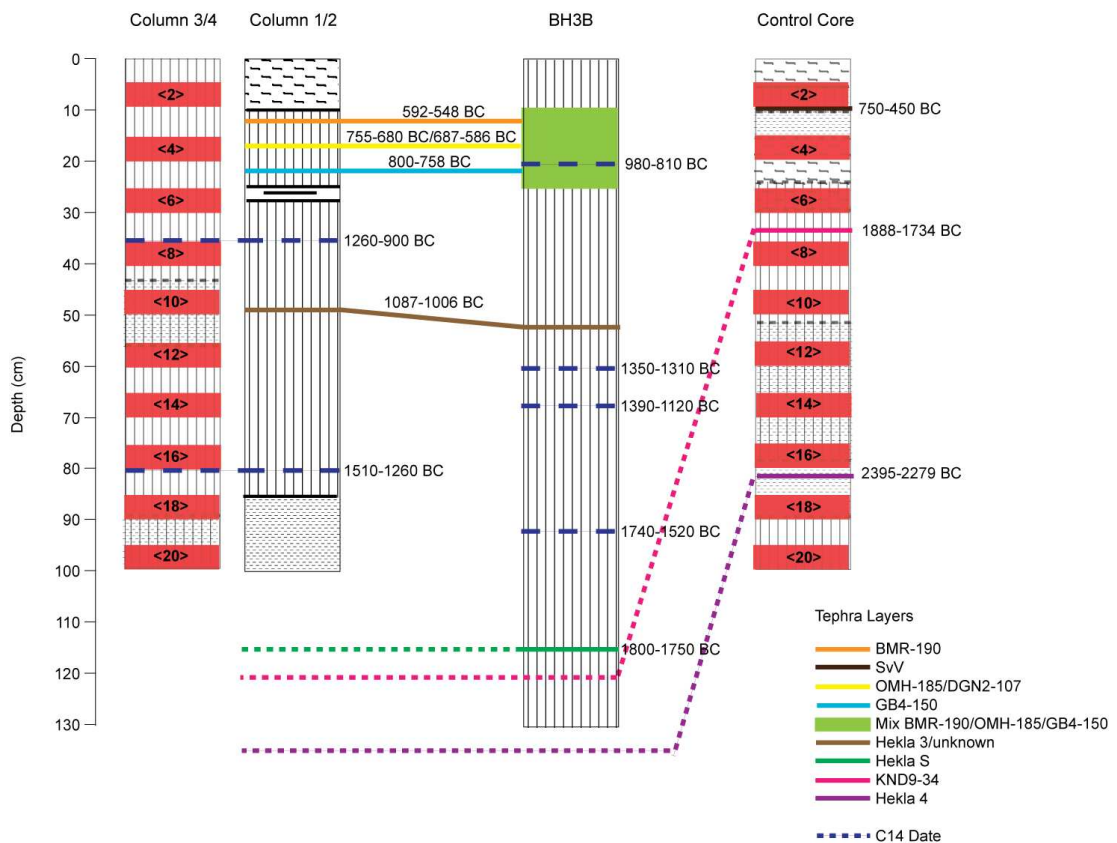 Column 3/4
Column 1/2
BH3B
Control Core
Depth (cm)
0
10
20
30
40
50
60
70
80
90
100
110
120
130
<2>
<4>
<6>
<8>
<10>
<12>
<14>
<16>
<18>
<20>
592-548 BC
755-680 BC/687-586 BC
800-758 BC
1260-900 BC
1087-1006 BC
1510-1260 BC
980-810 BC
1350-1310 BC
1390-1120 BC
1740-1520 BC
1800-1750 BC
<2>
<4>
<6>
<8>
<10>
<12>
<14>
<16>
<18>
<20>
750-450 BC
1888-1734 BC
2395-2279 BC
Tephra Layers
BMR-190
SvV
OMH-185/DGN2-107
GB4-150
Mix BMR-190/OMH-185/GB4-150
Hekla 3/unknown
Hekla S
KND9-34
Hekla 4
C14 Date